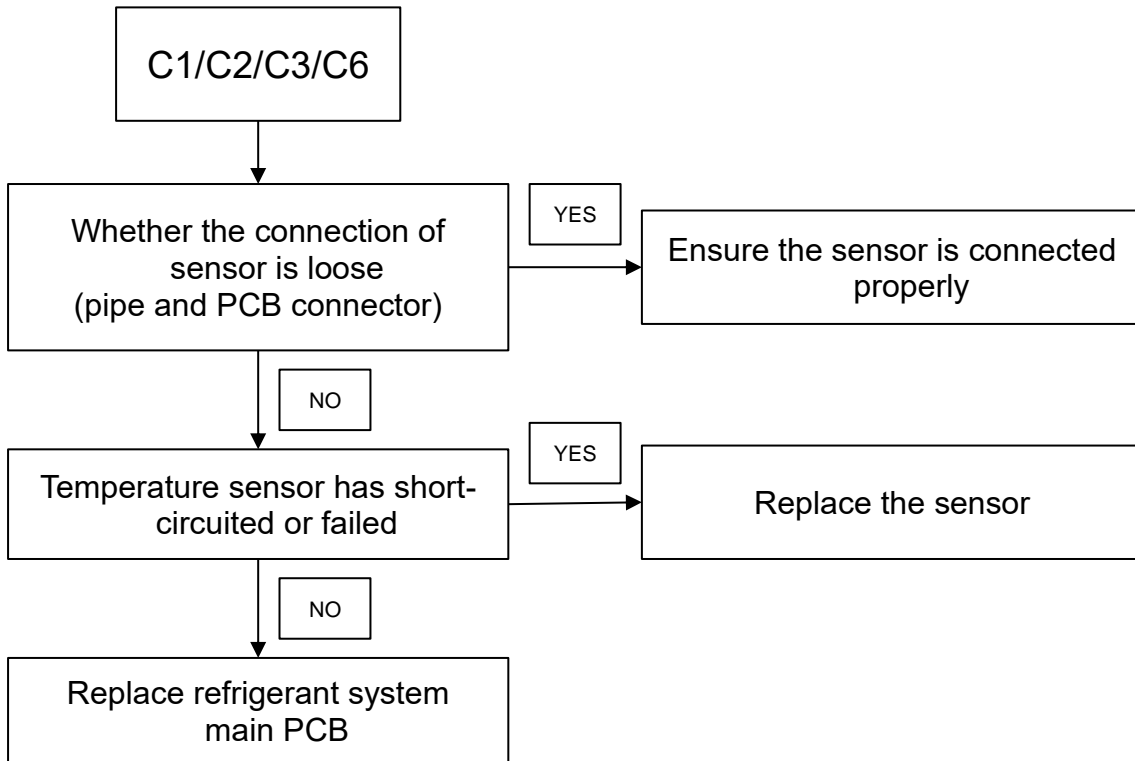 C1/C2/C3/C6
Whether the connection of
sensor is loose
(pipe and PCB connector)
YES
Ensure the sensor is connected
properly
NO
Temperature sensor has short-
circuited or failed
YES
Replace the sensor
NO
Replace refrigerant system
main PCB